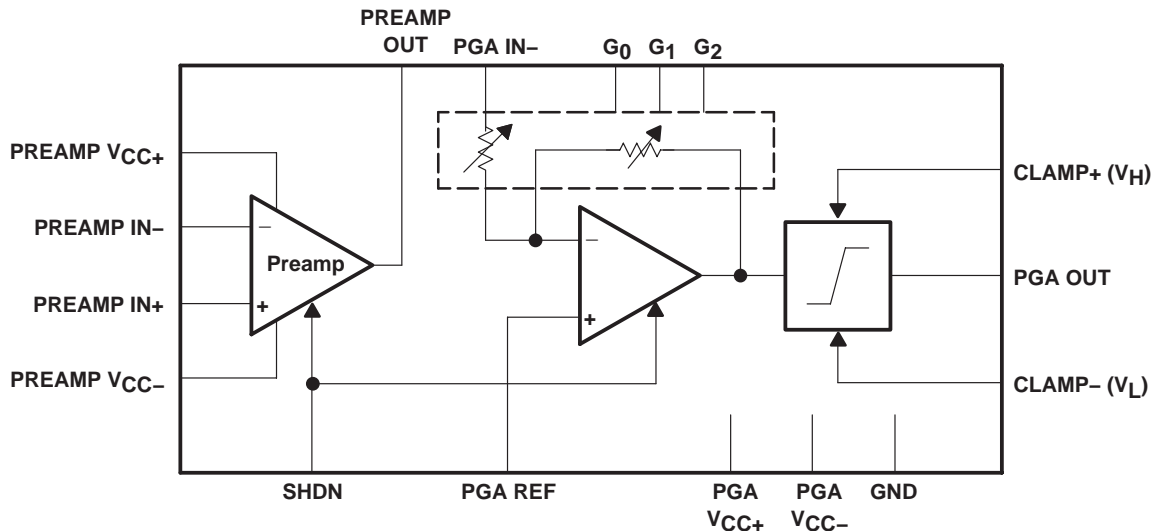 PREAMP
OUT
PGA IN−
G0
G1
G2
PREAMP VCC+
PREAMP IN−
PREAMP IN+
PREAMP VCC−
−
Preamp
+
−
+
CLAMP+ (VH)
PGA OUT
CLAMP− (VL)
SHDN
PGA REF
PGA
VCC+
PGA
VCC−
GND